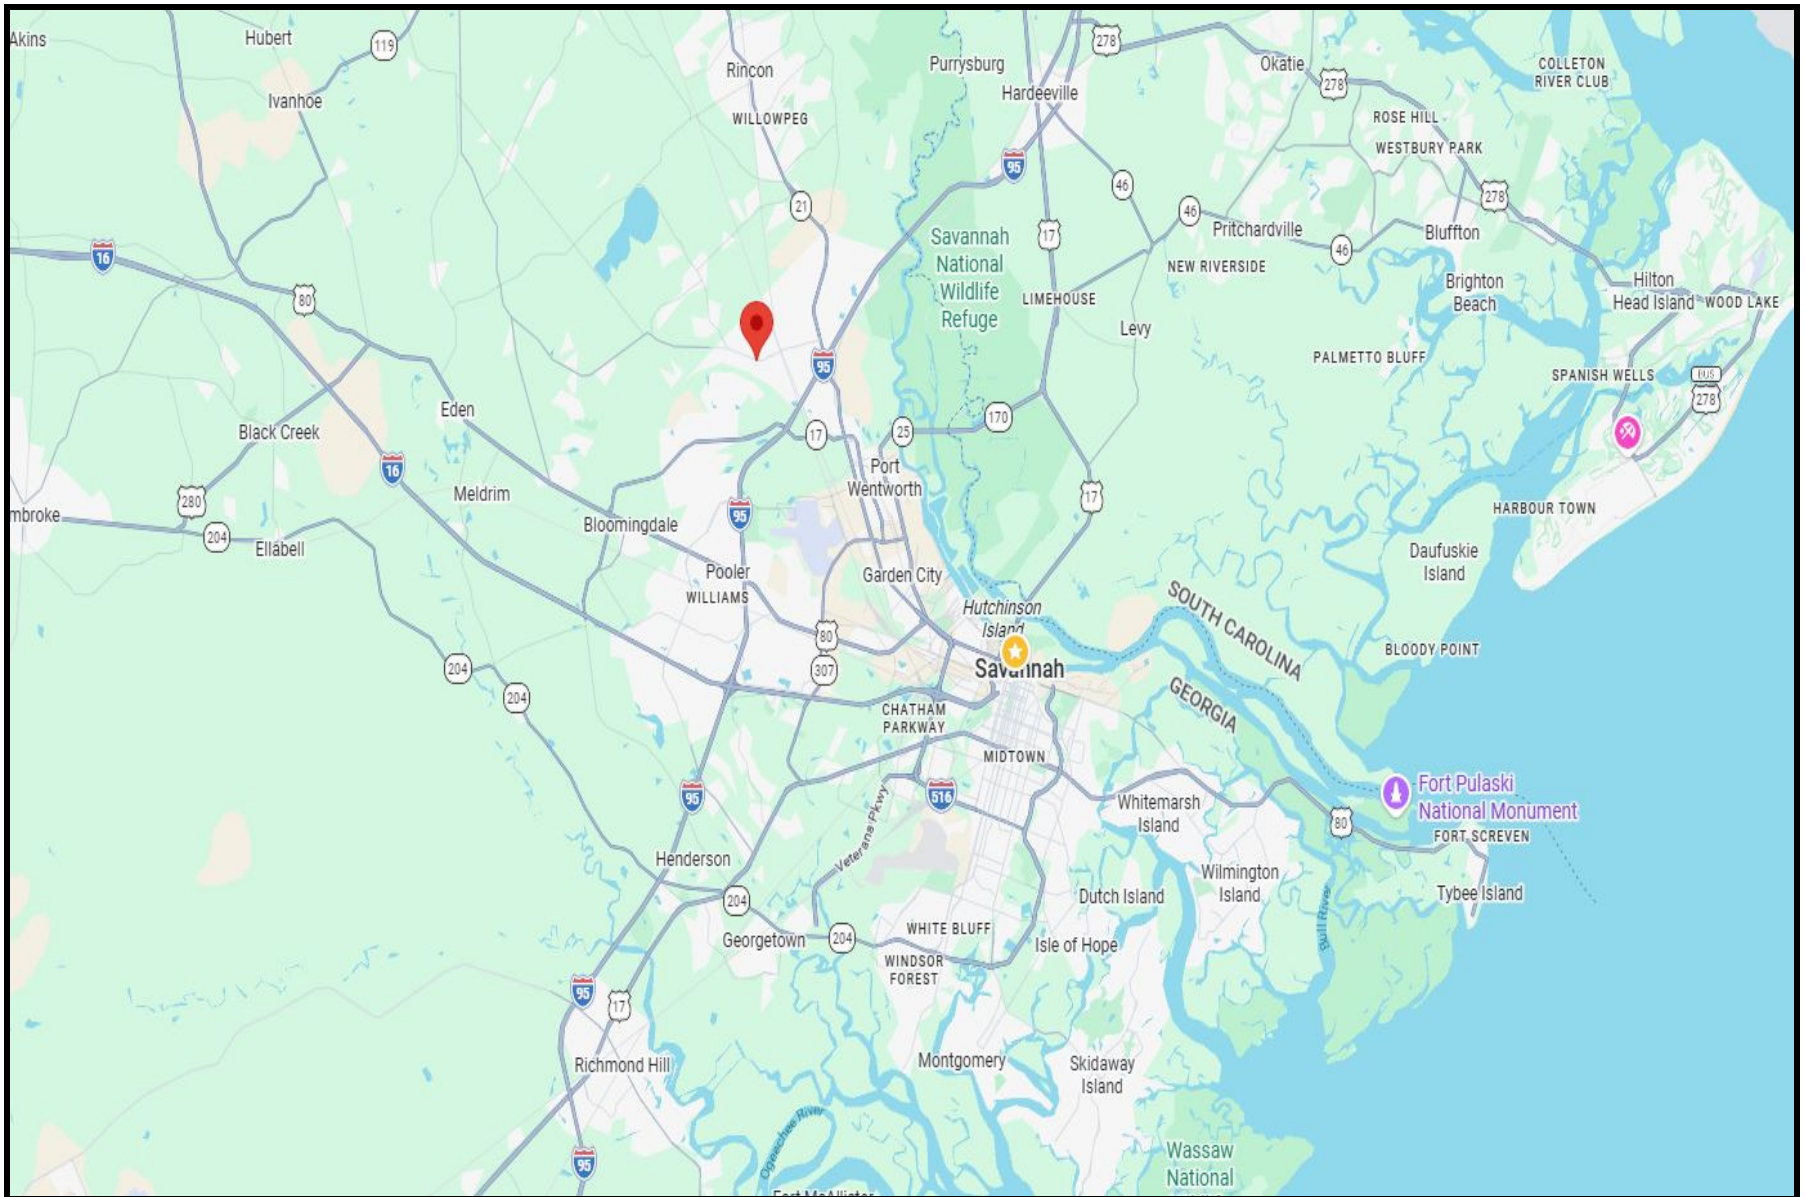 Akins
Hubert
119
Ivanhoe
Rincon
WILLOWPEG
Purrysburg
Hardeeville
278
Okatie
278
COLLETON
RIVER CLUB
ROSE HILL
WESTBURY PARK
95
46
21
46
278
16
80
17
Savannah
National
Wildlife
Refuge
Pritchardville
46
Bluffton
NEW RIVERSIDE
LIMEHOUSE
Brighton
Beach
Hilton
Head Island
WOOD LAKE
Levy
PALMETTO BLUFF
SPANISH WELLS
BUS
278
95
Eden
Black Creek
17
25
170
16
Meldrim
Port
Wentworth
17
280
mbroke
204
Ellabell
Bloomingdale
95
HARBOUR TOWN
Daufuskie
Island
Pooler
WILLIAMS
Garden City
Hutchinson
Island
SOUTH CAROLINA
80
307
Savannah
BLOODY POINT
204
204
GEORGIA
CHATHAM
PARKWAY
MIDTOWN
95
516
Veterans Pkwy
Whitemarsh
Island
80
Fort Pulaski
National Monument
FORT SCREVEN
Henderson
204
Dutch Island
Wilmington
Island
Tybee Island
Bull River
Georgetown
204
WHITE BLUFF
WINDSOR
FOREST
Isle of Hope
95
17
Richmond Hill
Montgomery
Skidaway
Island
Ogeechee River
95
Wassaw
National
Fort McAllister